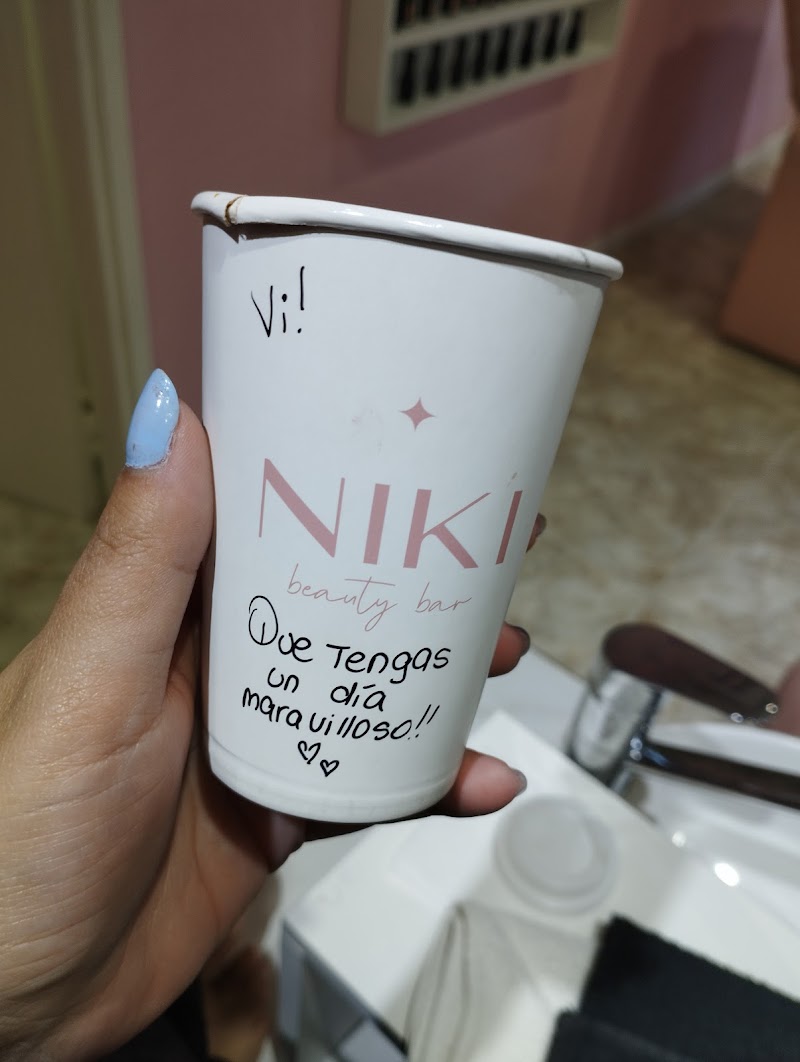 Vi!
NIKI
beauty bar
Que Tengas
un día
maravilloso!!